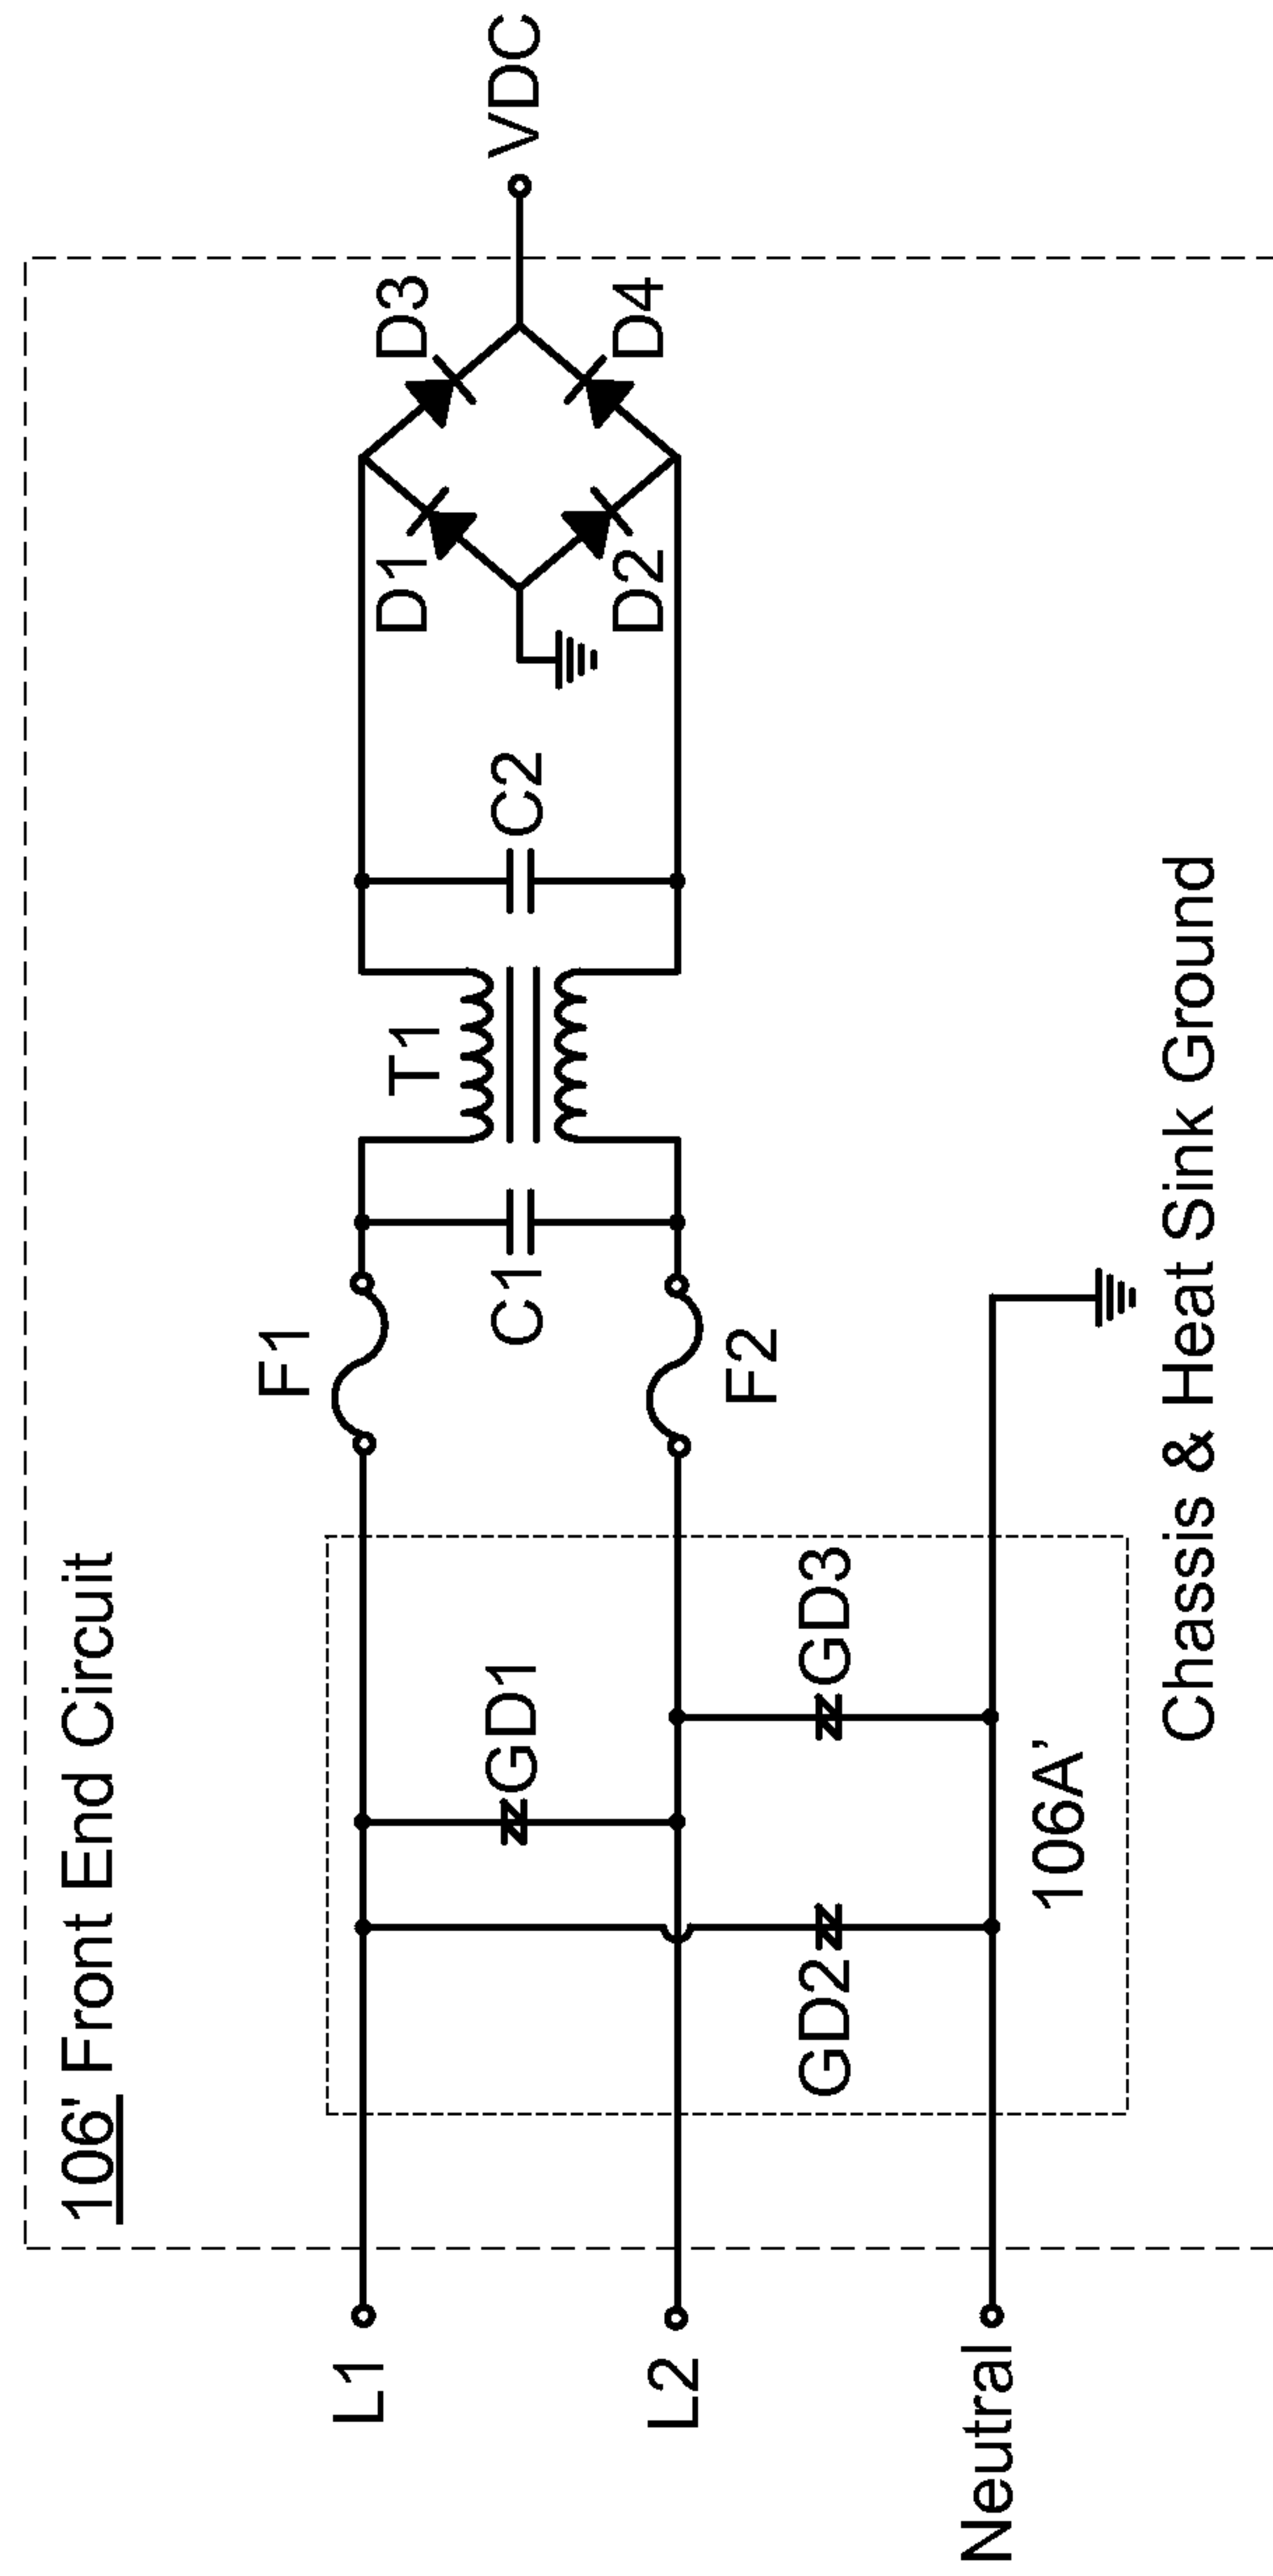 106' Front End Circuit
L1
L2
Neutral
GD2
GD1
GD3
106A’
F1
F2
C1
T1
C2
D1
D2
D3
D4
VDC
Chassis & Heat Sink Ground